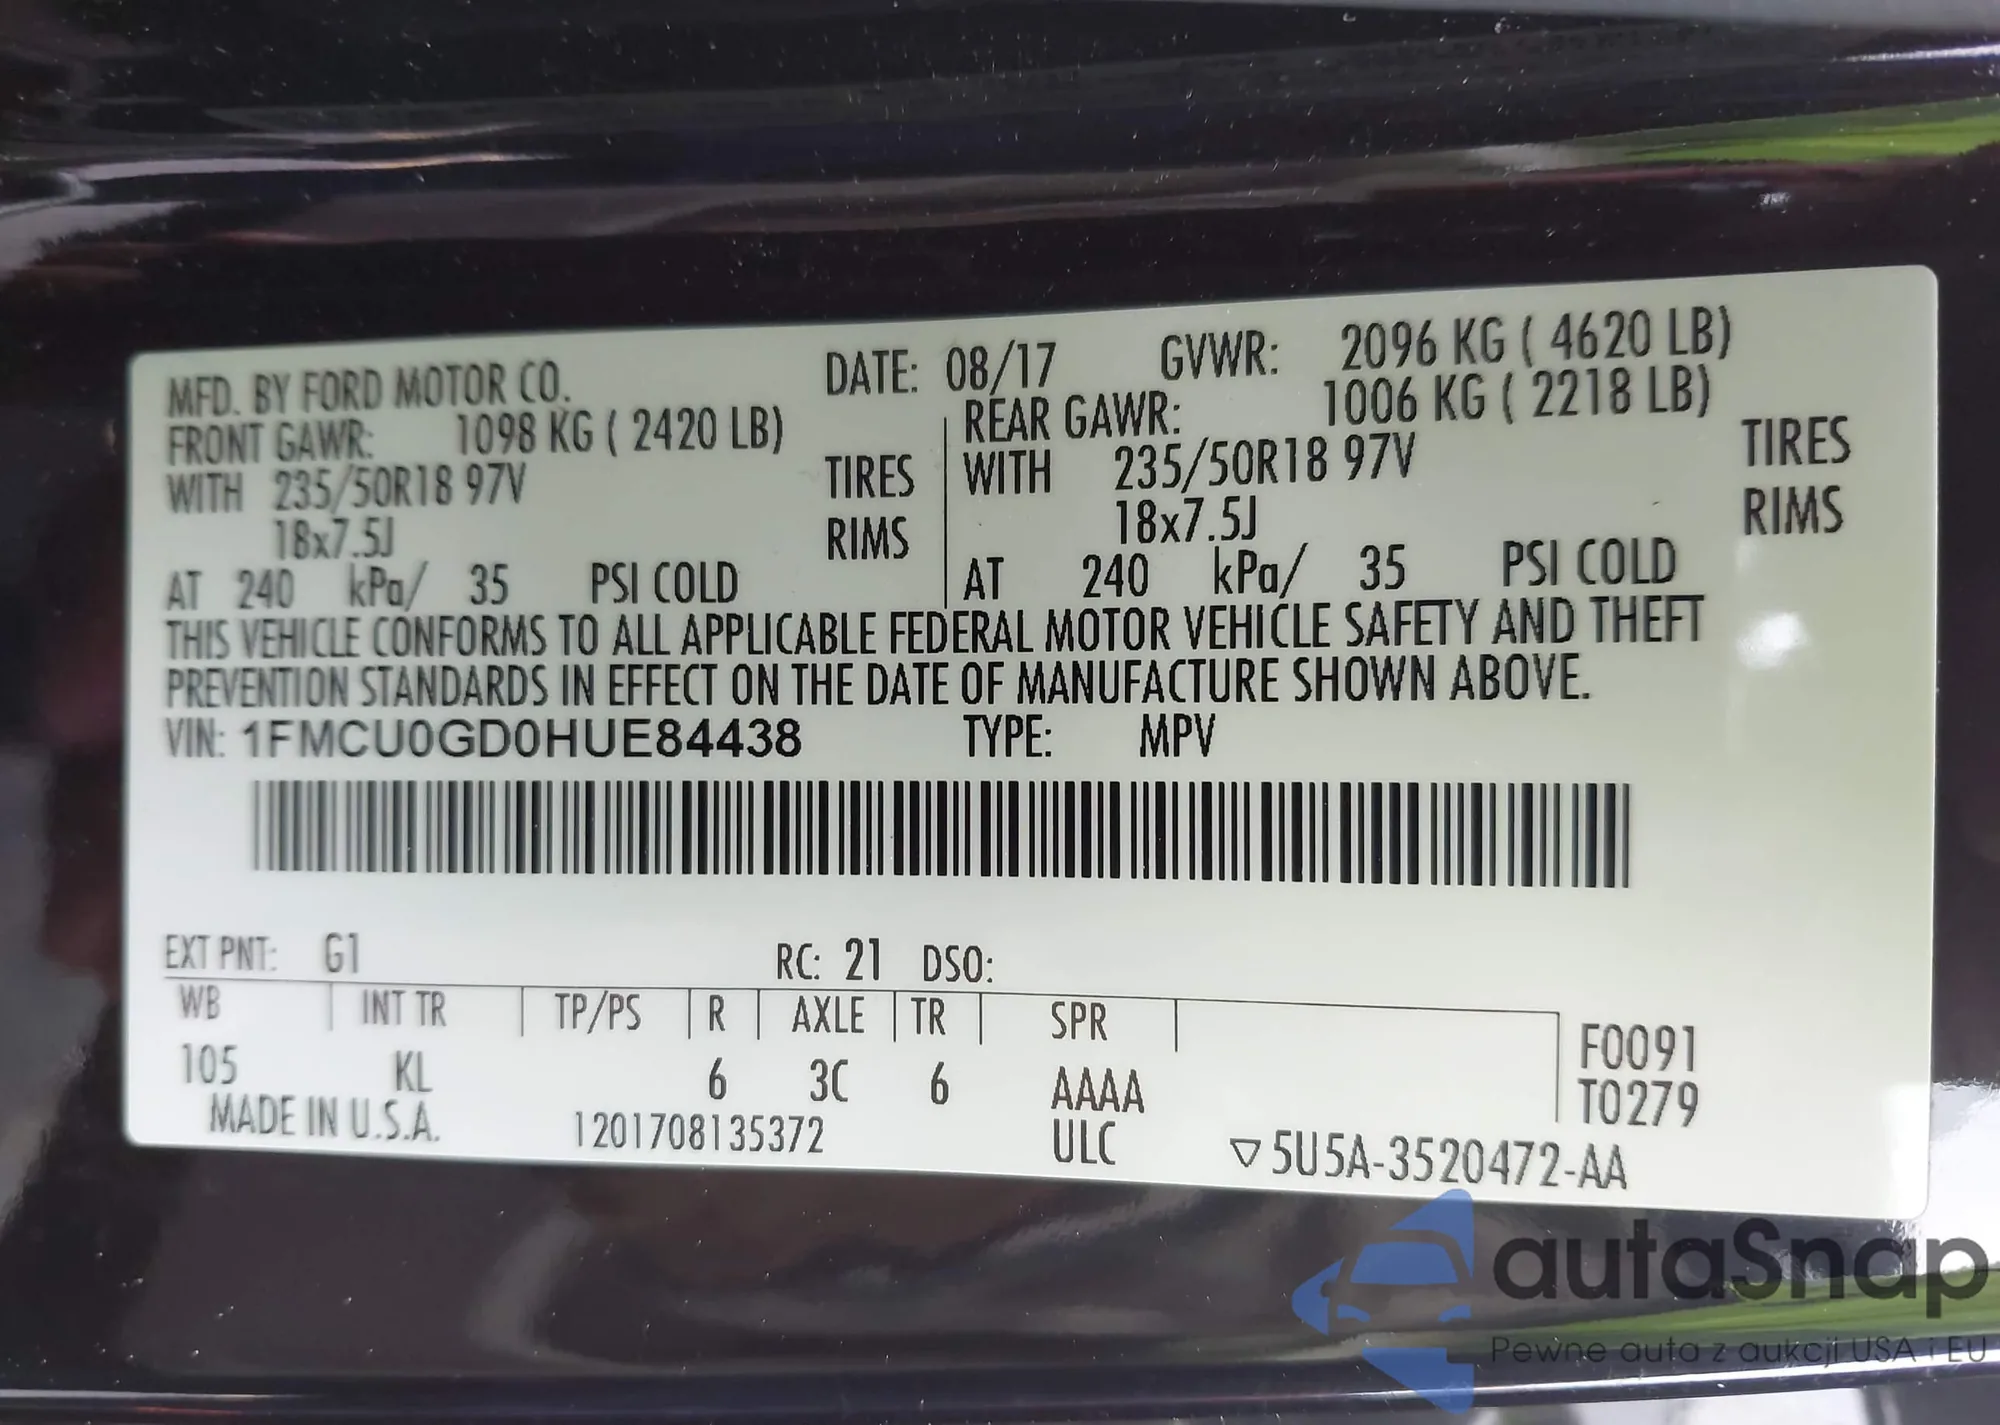 MFD. BY FORD MOTOR CO. DATE: 08/17 GVWR: 2096 KG ( 4620 LB)
FRONT GAWR: 1098 KG ( 2420 LB) REAR GAWR: 1006 KG ( 2218 LB)
WITH 235/50R18 97V TIRES WITH 235/50R18 97V TIRES
18x7.5J RIMS 18x7.5J RIMS
AT 240 kPa/ 35 PSI COLD AT 240 kPa/ 35 PSI COLD
THIS VEHICLE CONFORMS TO ALL APPLICABLE FEDERAL MOTOR VEHICLE SAFETY AND THEFT
PREVENTION STANDARDS IN EFFECT ON THE DATE OF MANUFACTURE SHOWN ABOVE.
VIN: 1FMCU0GD0HUE84438 TYPE: MPV
EXT PNT: G1 RC: 21 DSO:
WB INT TR TP/PS R AXLE TR SPR
105 KL 6 3C 6 AAAA
F0091
T0279
MADE IN U.S.A. 1201708135372 ULC ▽5U5A-3520472-AA
autaSnap
Pewne auta z aukcji USA i EU